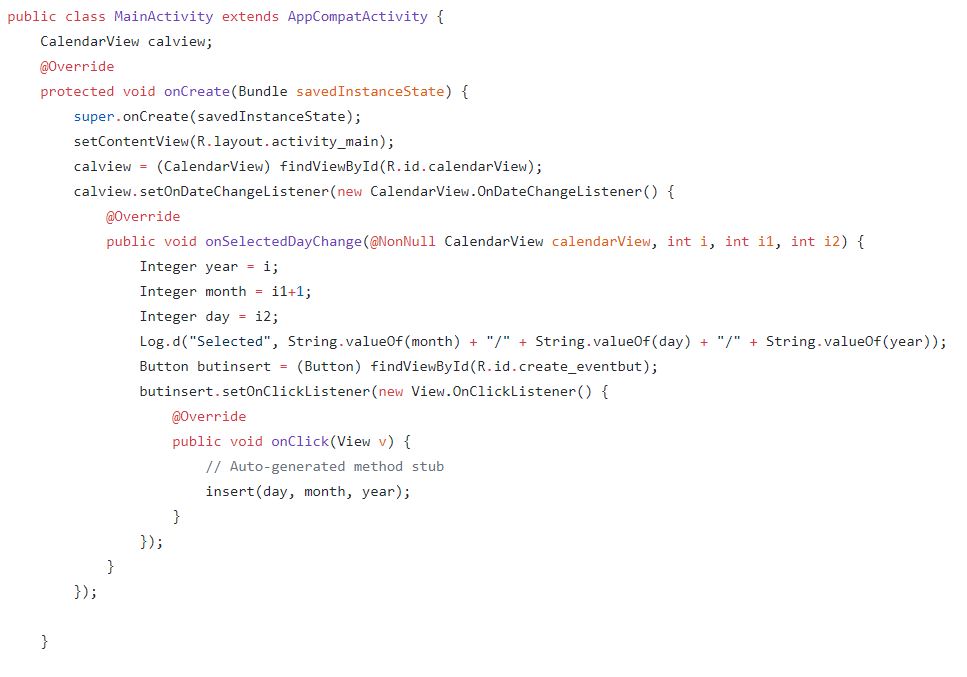 public class MainActivity extends AppCompatActivity {
    CalendarView calview;
    @Override
    protected void onCreate(Bundle savedInstanceState) {
        super.onCreate(savedInstanceState);
        setContentView(R.layout.activity_main);
        calview = (CalendarView) findViewById(R.id.calendarView);
        calview.setOnDateChangeListener(new CalendarView.OnDateChangeListener() {
            @Override
            public void onSelectedDayChange(@NonNull CalendarView calendarView, int i, int i1, int i2) {
                Integer year = i;
                Integer month = i1+1;
                Integer day = i2;
                Log.d("Selected", String.valueOf(month) + "/" + String.valueOf(day) + "/" + String.valueOf(year));
                Button butinsert = (Button) findViewById(R.id.create_eventbut);
                butinsert.setOnClickListener(new View.OnClickListener() {
                    @Override
                    public void onClick(View v) {
                        // Auto-generated method stub
                        insert(day, month, year);
                    }
                });
            }
        });

    }